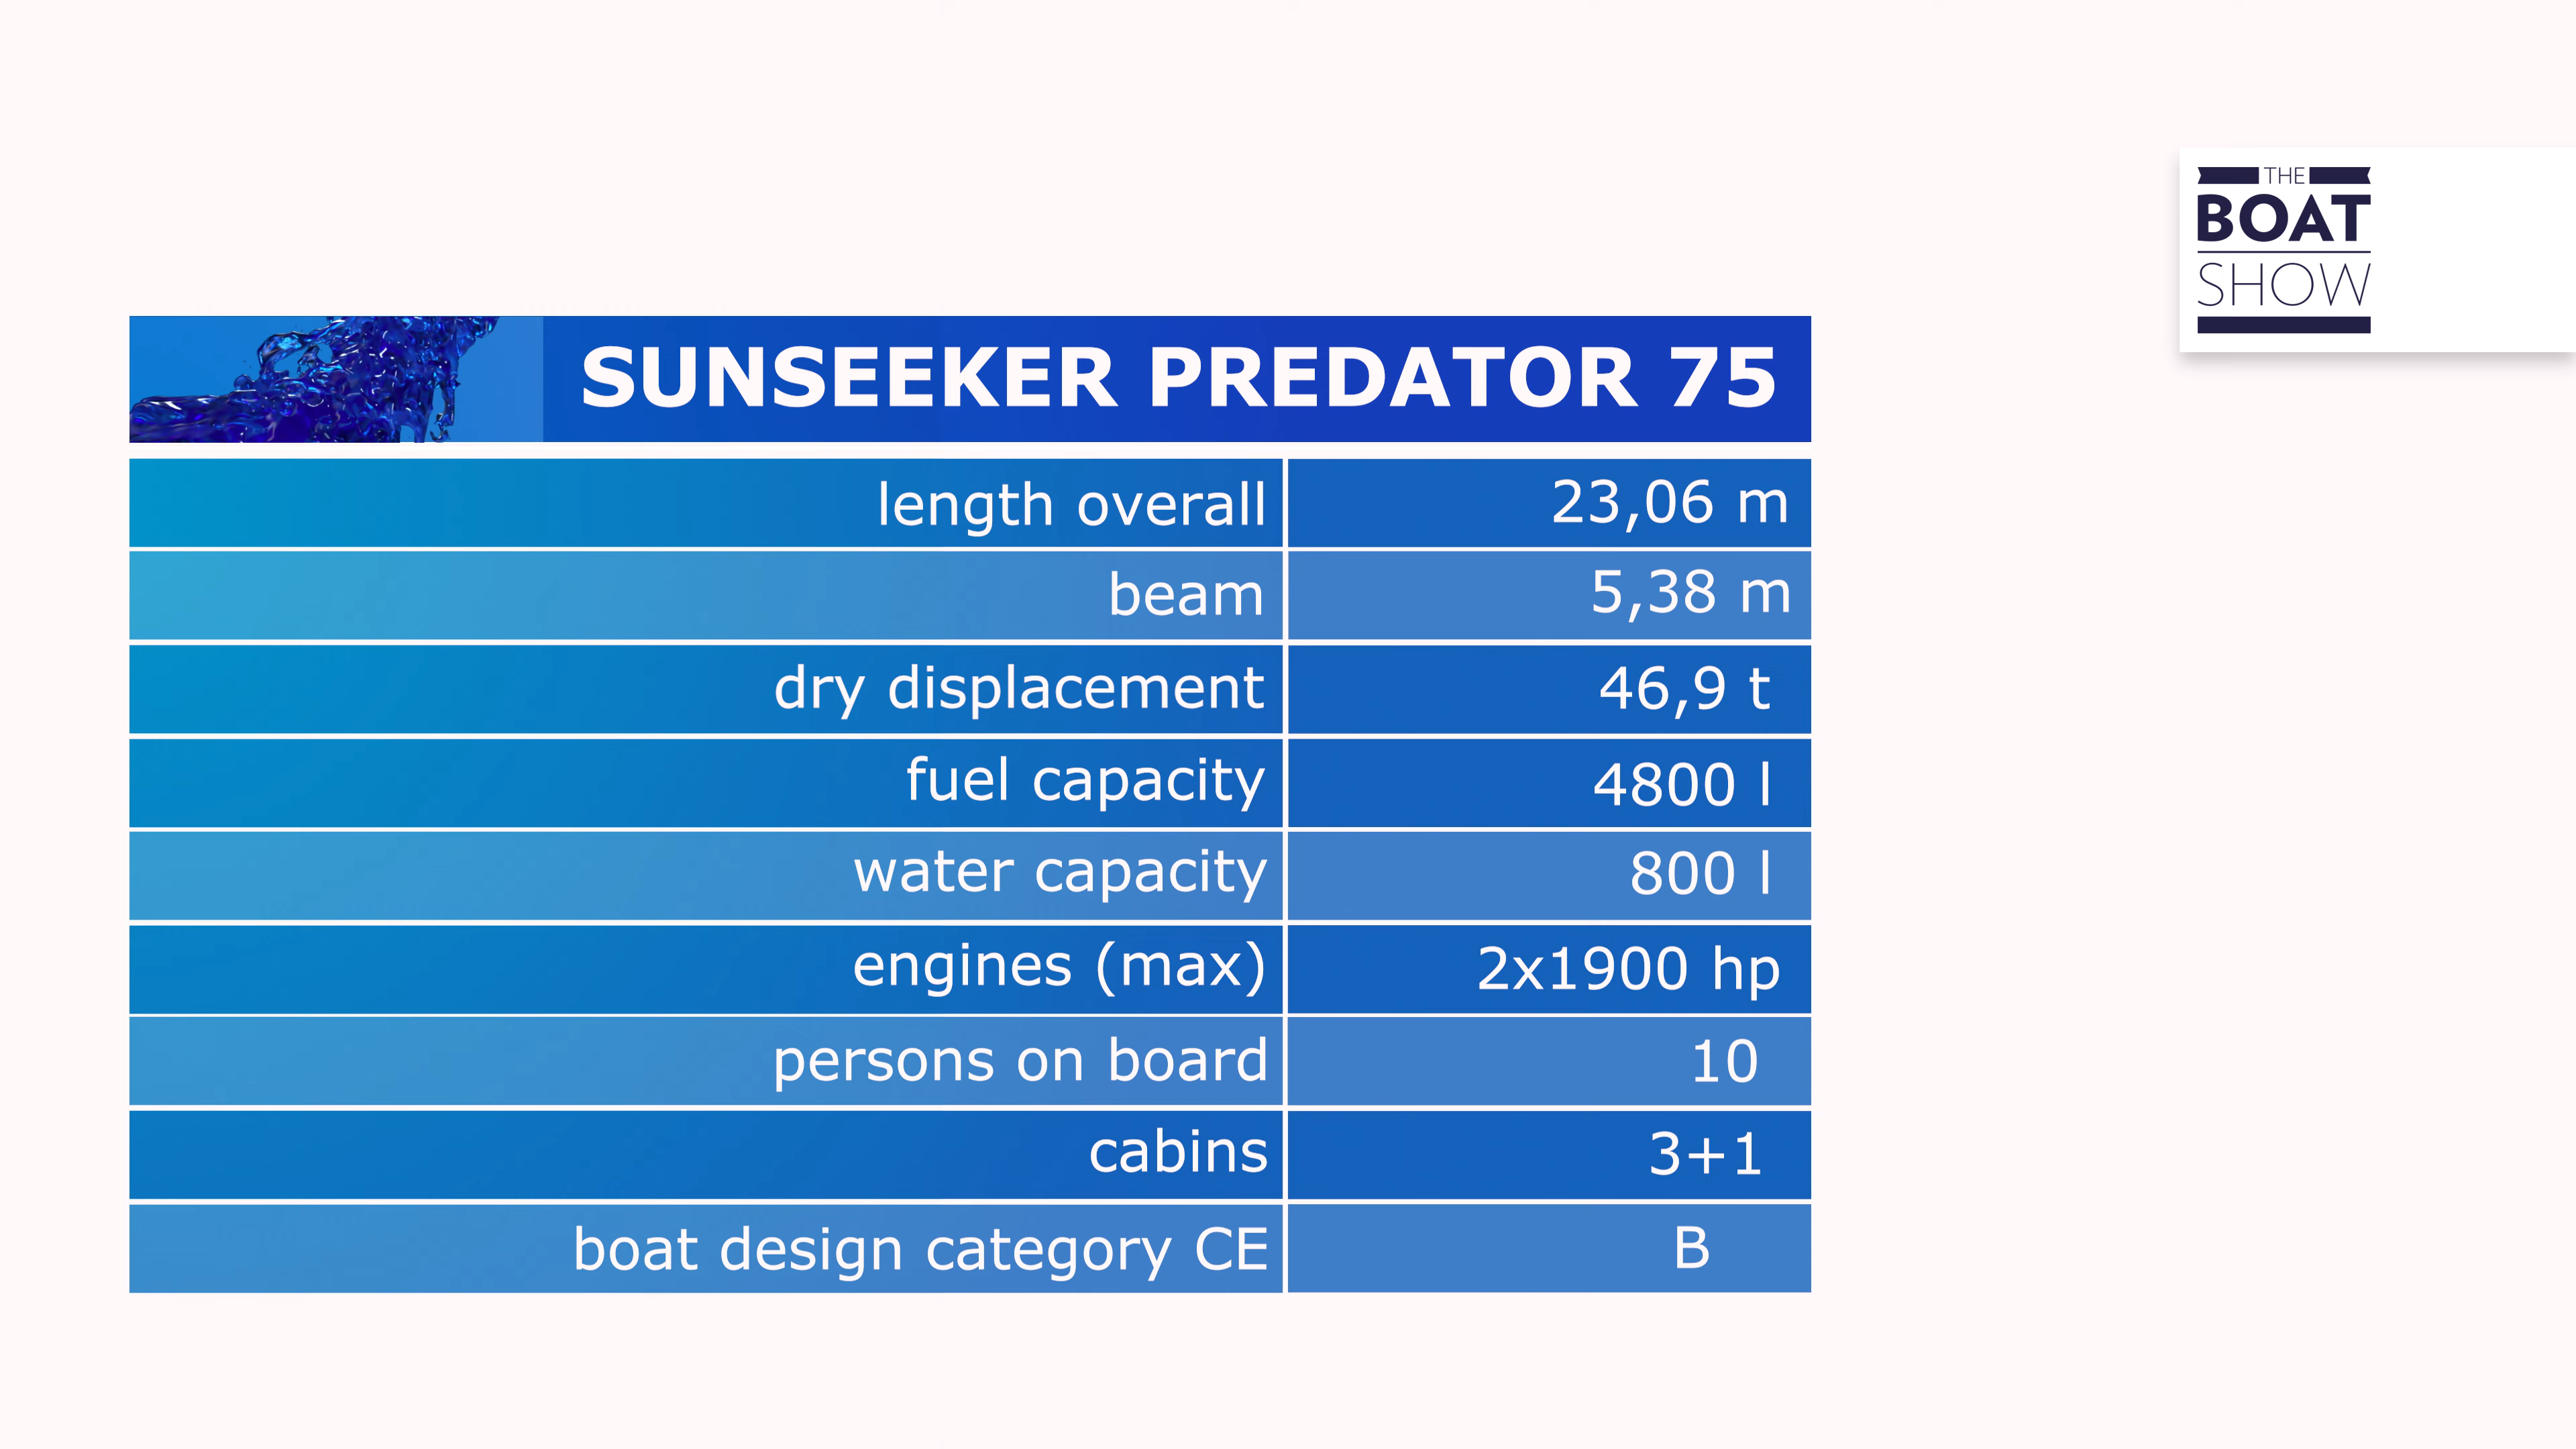 THE
BOAT
SHOW
SUNSEEKER PREDATOR 75
length overall 23,06 m
beam 5,38 m
dry displacement 46,9 t
fuel capacity 4800 l
water capacity 800 l
engines (max) 2x1900 hp
persons on board 10
cabins 3+1
boat design category CE B